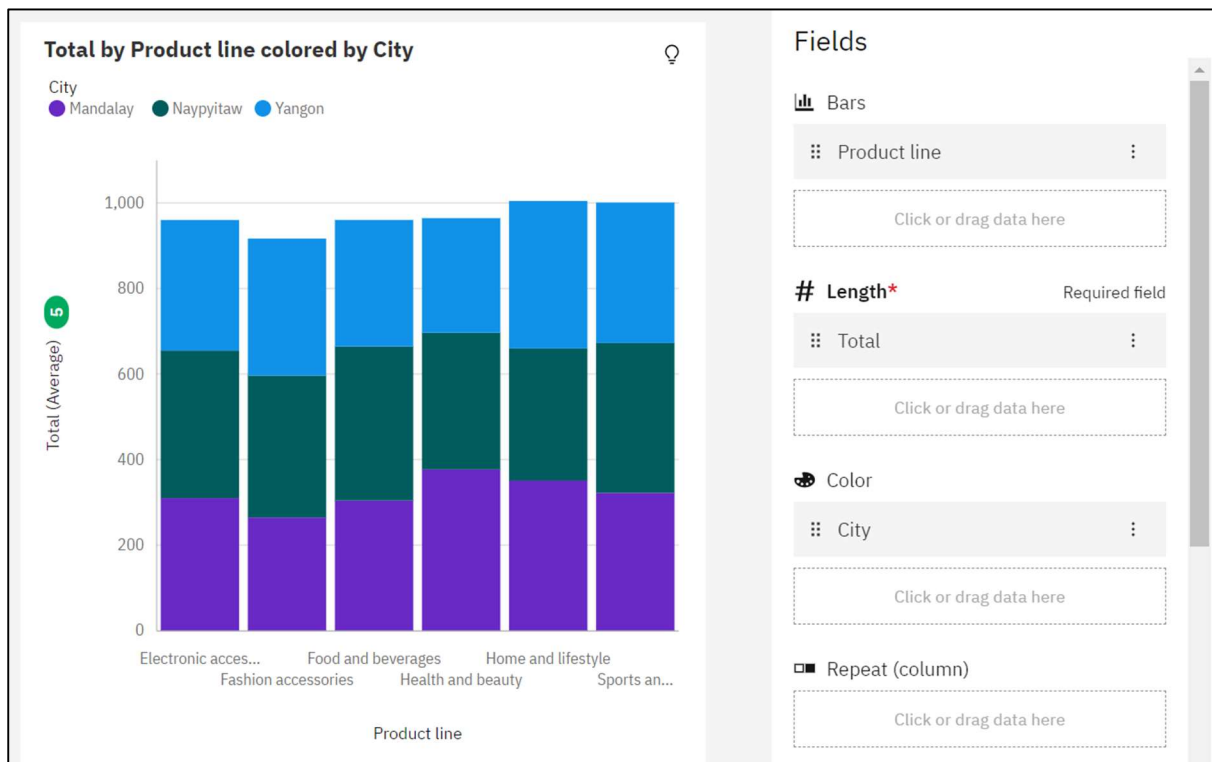 Total by Product line colored by City
City
Mandalay Naypyitaw Yangon
1,000
800
600
400
200
0
Total (Average) 5
Electronic acces... Food and beverages Home and lifestyle
Fashion accessories Health and beauty Sports an...
Product line
Fields
Bars
Product line
Click or drag data here
# Length* Required field
Total
Click or drag data here
Color
City
Click or drag data here
Repeat (column)
Click or drag data here